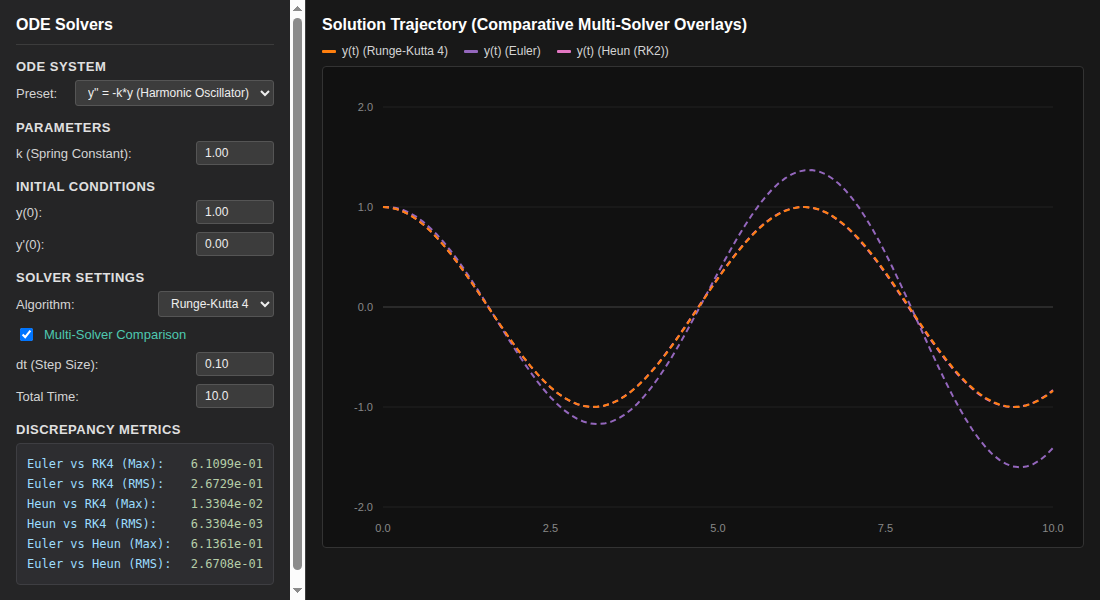 ODE Solvers
ODE SYSTEM
Preset: y'' = -k*y (Harmonic Oscillator)
PARAMETERS
k (Spring Constant): 1.00
INITIAL CONDITIONS
y(0): 1.00
y'(0): 0.00
SOLVER SETTINGS
Algorithm: Runge-Kutta 4
Multi-Solver Comparison
dt (Step Size): 0.10
Total Time: 10.0
DISCREPANCY METRICS
Euler vs RK4 (Max): 6.1099e-01
Euler vs RK4 (RMS): 2.6729e-01
Heun vs RK4 (Max): 1.3304e-02
Heun vs RK4 (RMS): 6.3304e-03
Euler vs Heun (Max): 6.1361e-01
Euler vs Heun (RMS): 2.6708e-01
Solution Trajectory (Comparative Multi-Solver Overlays)
y(t) (Runge-Kutta 4) y(t) (Euler) y(t) (Heun (RK2))
2.0
1.0
0.0
-1.0
-2.0
0.0 2.5 5.0 7.5 10.0